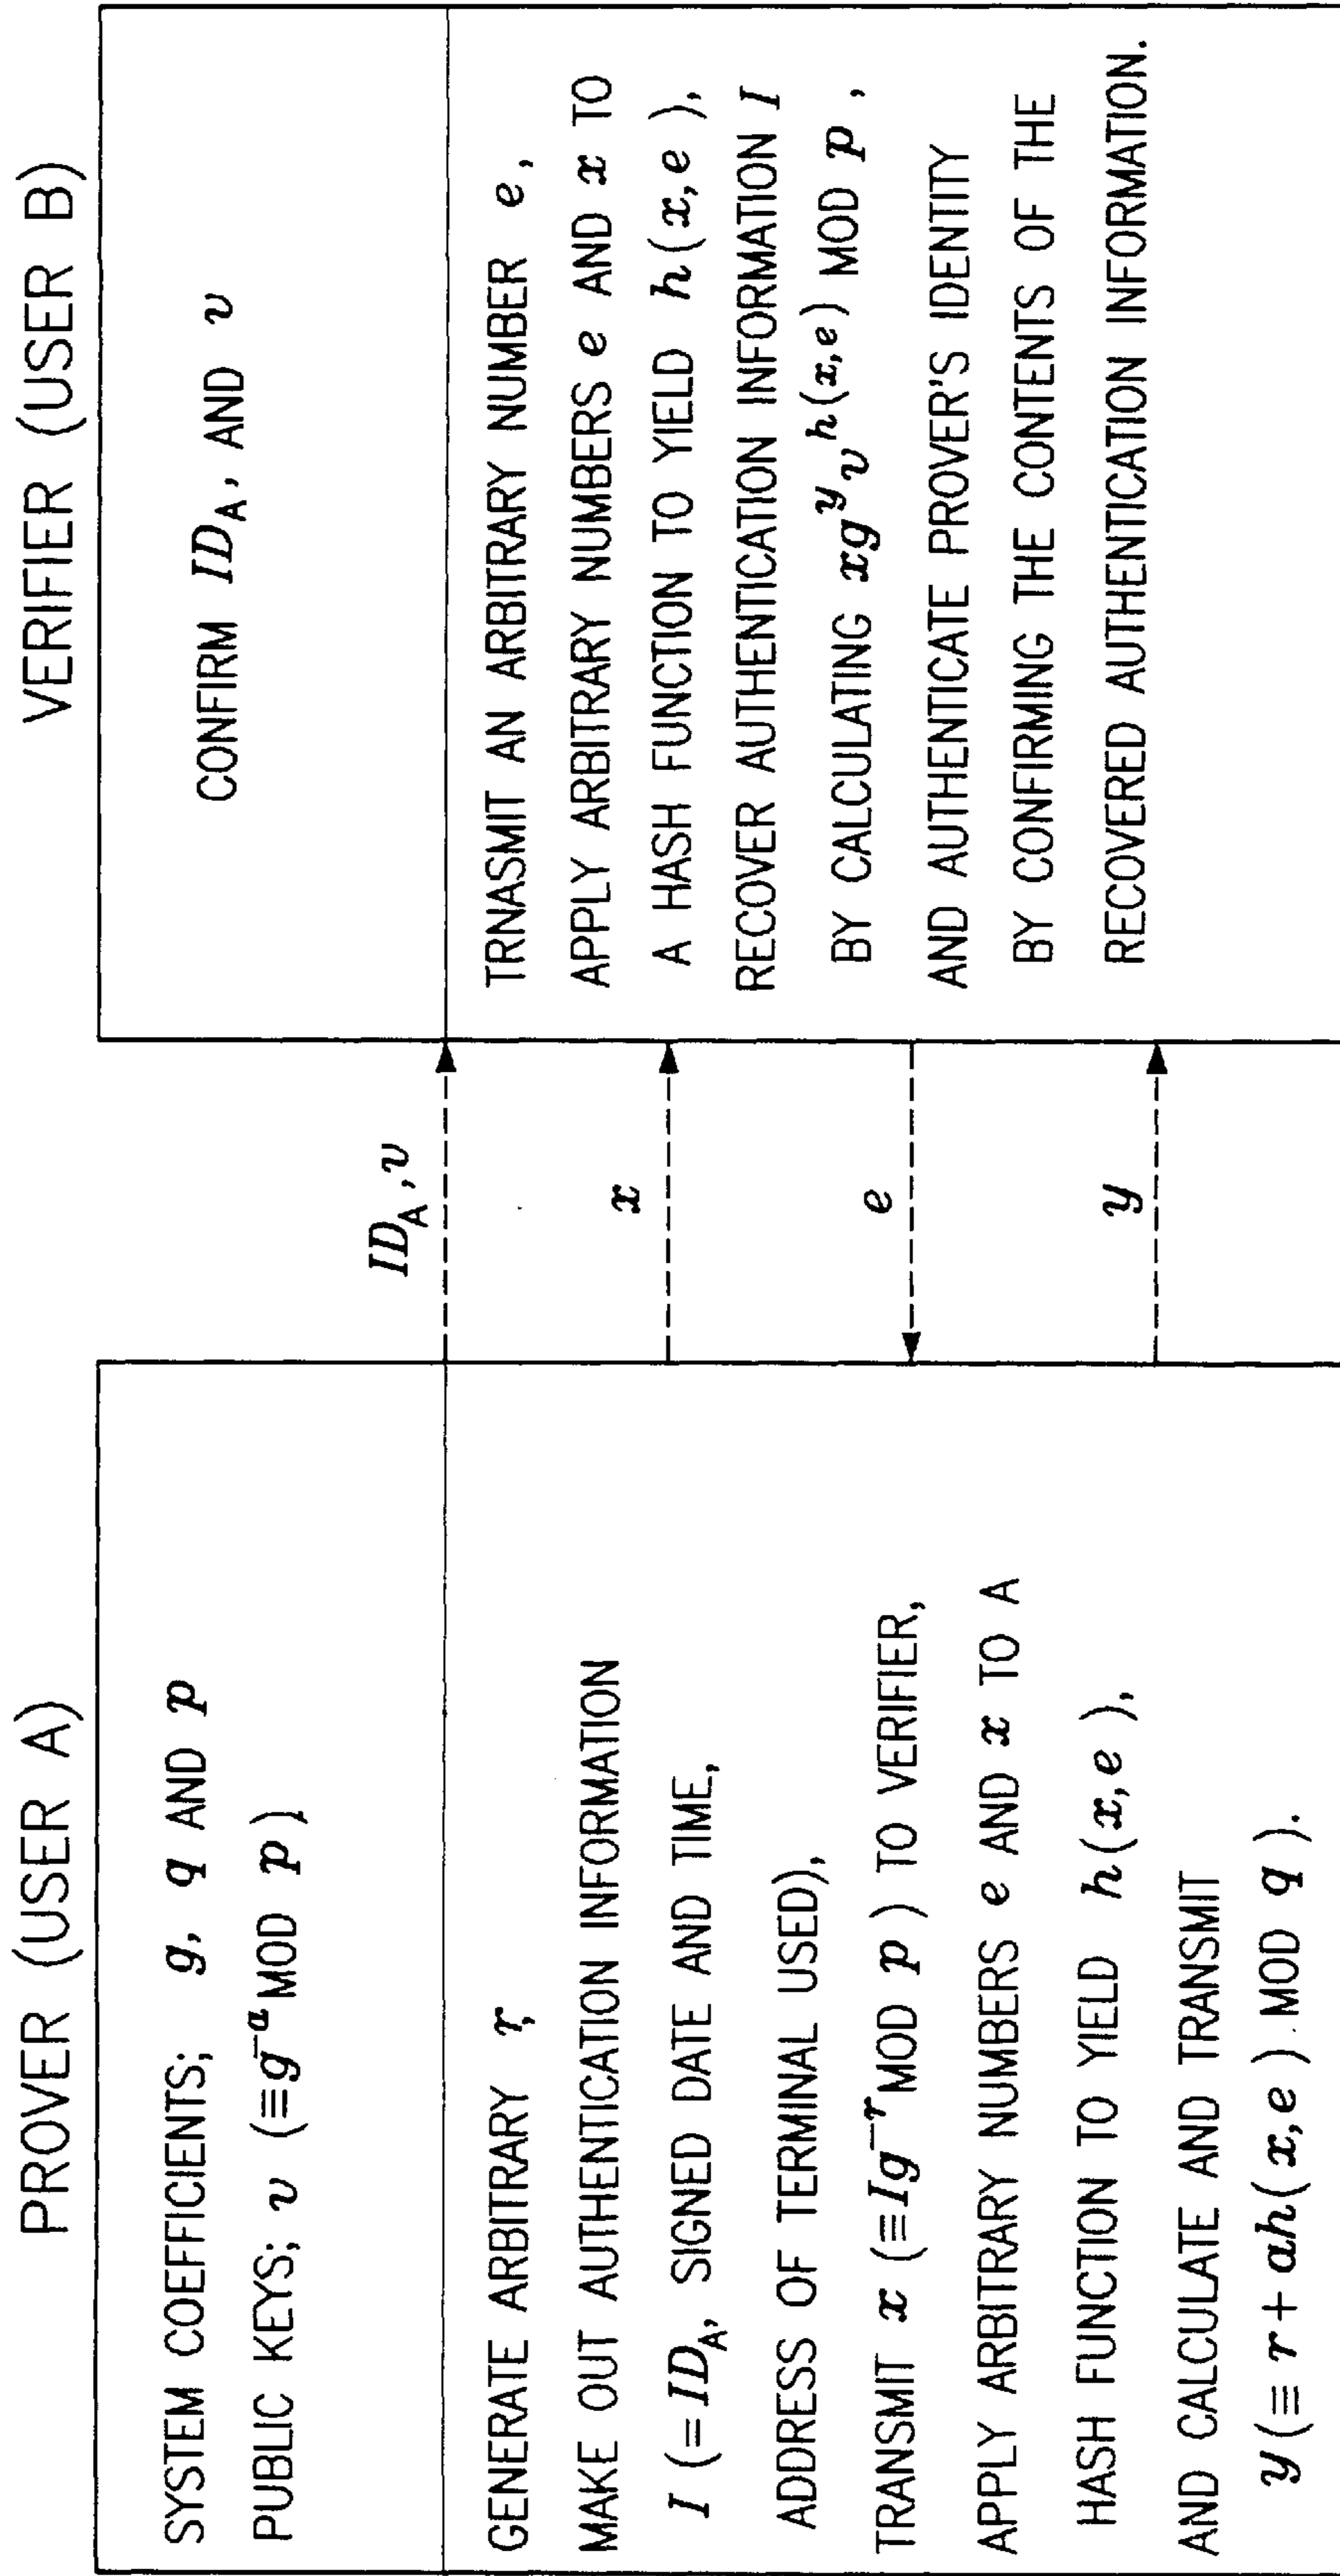 PROVER (USER A)
SYSTEM COEFFICIENTS; g, q AND p
PUBLIC KEYS; v (≡g⁻ᵃ MOD p)
GENERATE ARBITRARY r,
MAKE OUT AUTHENTICATION INFORMATION
I (=ID_A, SIGNED DATE AND TIME,
ADDRESS OF TERMINAL USED),
TRANSMIT x (≡Ig⁻ʳ MOD p) TO VERIFIER,
APPLY ARBITRARY NUMBERS e AND x TO A
HASH FUNCTION TO YIELD h(x,e),
AND CALCULATE AND TRANSMIT
y(≡ r + ah(x,e) MOD q).
ID_A, v
x
e
y
VERIFIER (USER B)
CONFIRM ID_A, AND v
TRNASMIT AN ARBITRARY NUMBER e,
APPLY ARBITRARY NUMBERS e AND x TO
A HASH FUNCTION TO YIELD h(x,e),
RECOVER AUTHENTICATION INFORMATION I
BY CALCULATING xg^y v^h(x,e) MOD p,
AND AUTHENTICATE PROVER'S IDENTITY
BY CONFIRMING THE CONTENTS OF THE
RECOVERED AUTHENTICATION INFORMATION.